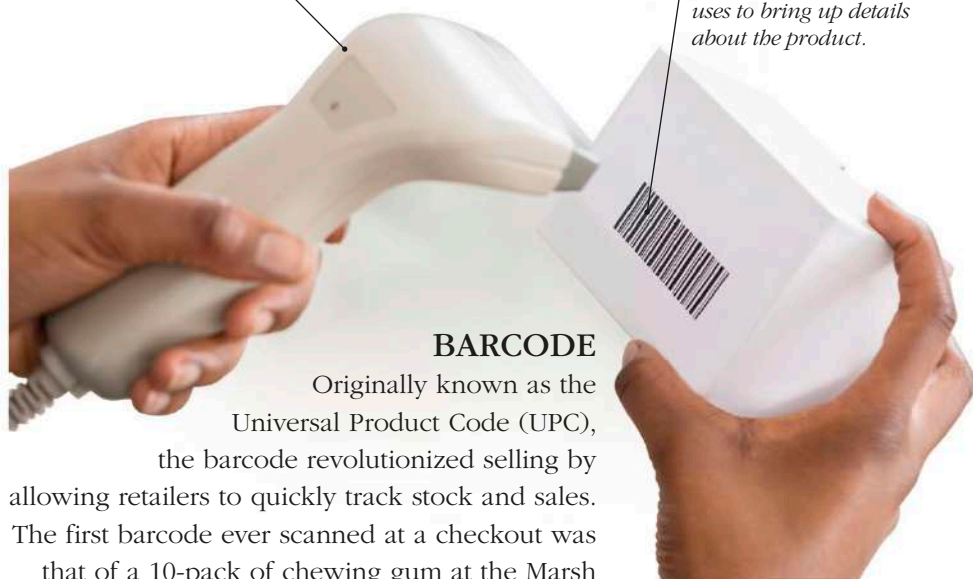 uses to bring up details
about the product.
BARCODE
Originally known as the
Universal Product Code (UPC),
the barcode revolutionized selling by
allowing retailers to quickly track stock and sales.
The first barcode ever scanned at a checkout was
that of a 10-pack of chewing gum at the Marsh